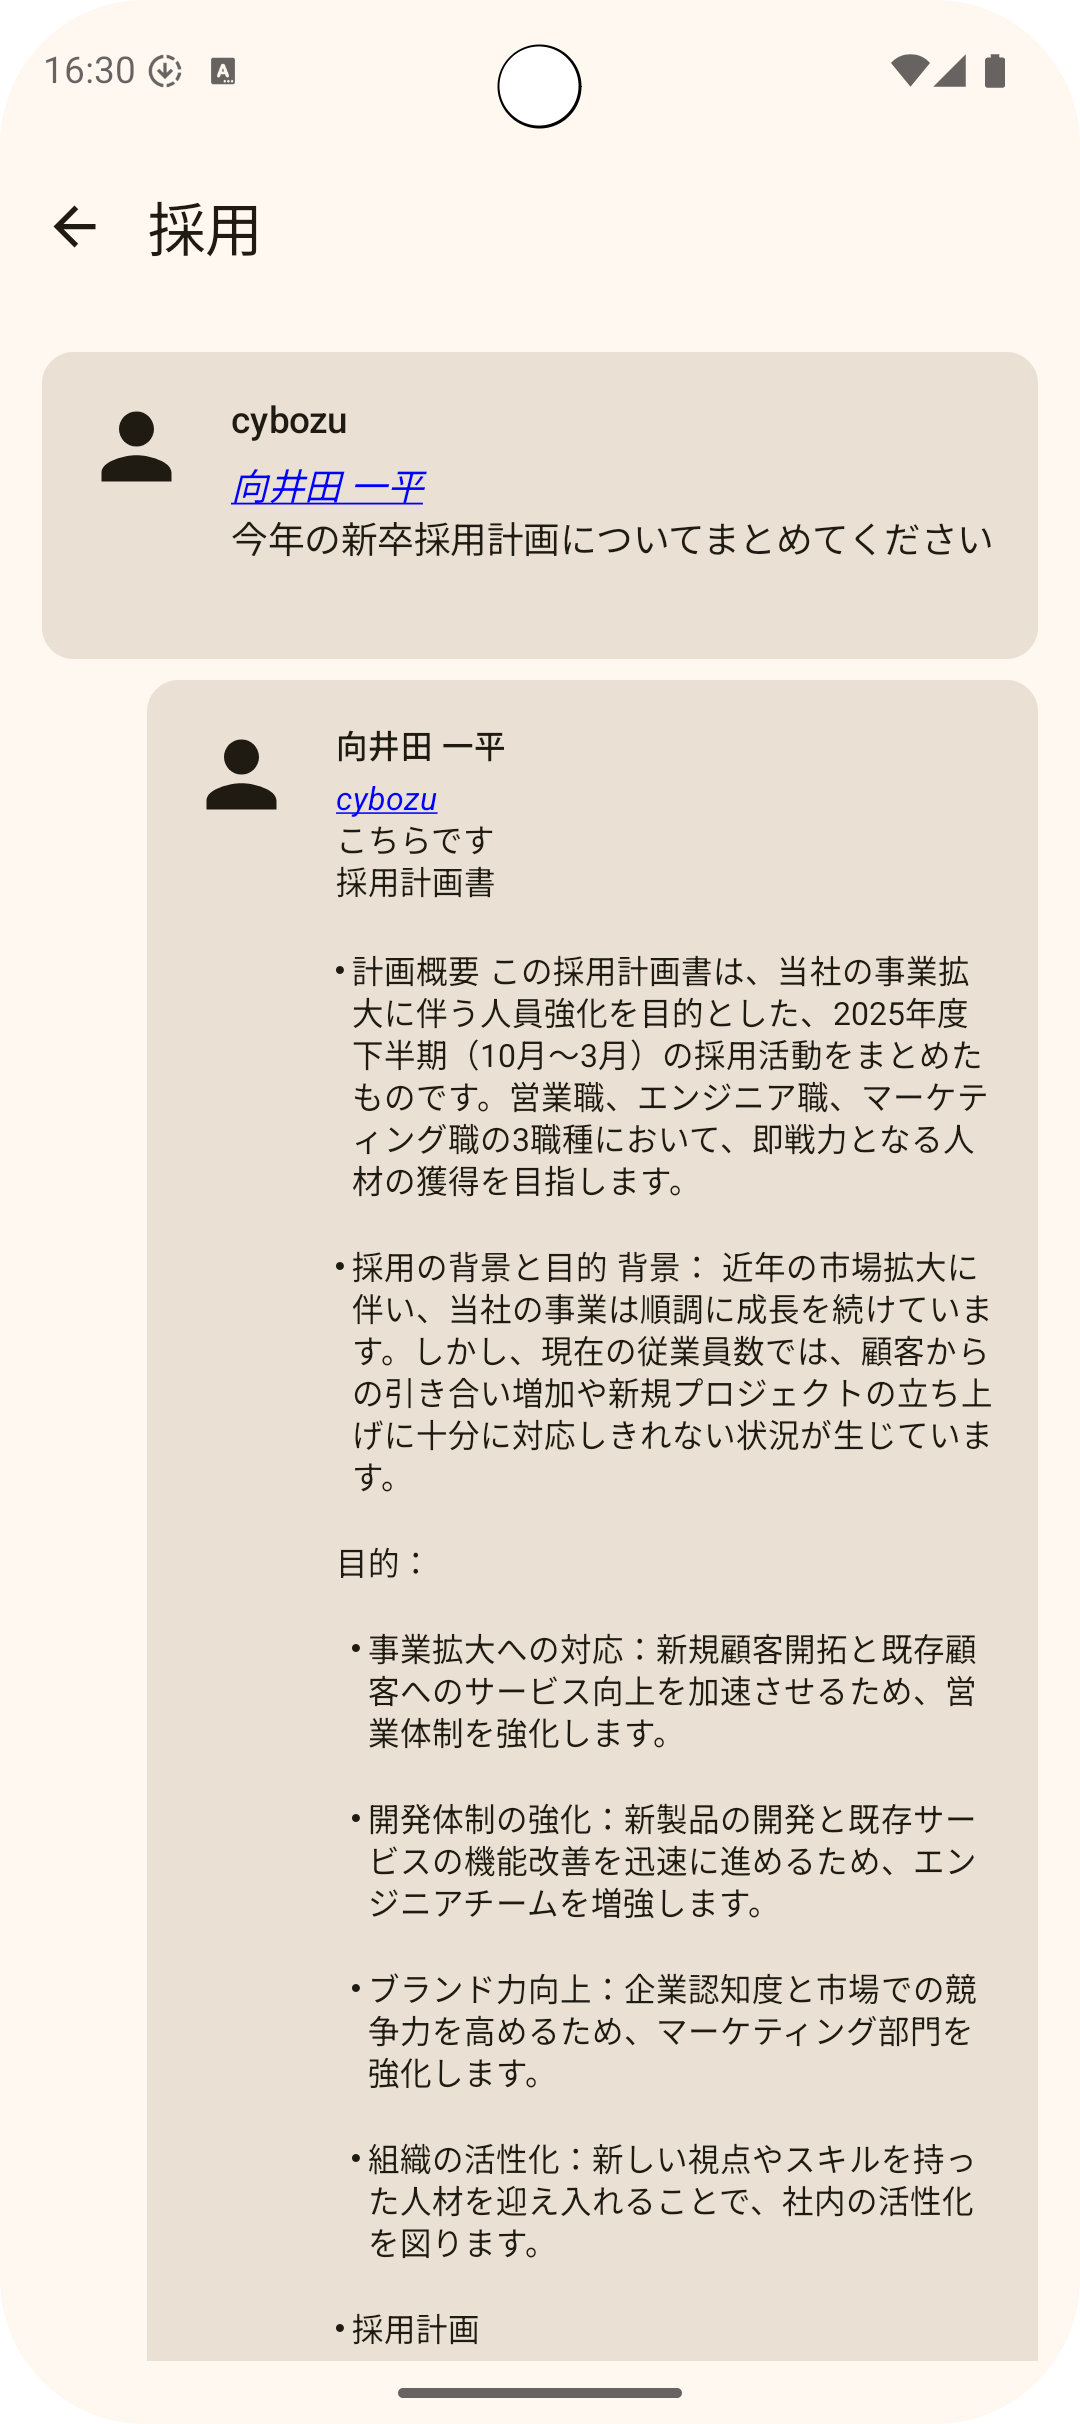 16:30
採用
cybozu
向井田 一平
今年の新卒採用計画についてまとめてください
向井田 一平
cybozu
こちらです
採用計画書
• 計画概要 この採用計画書は、当社の事業拡
大に伴う人員強化を目的とした、2025年度
下半期（10月〜3月）の採用活動をまとめた
ものです。営業職、エンジニア職、マーケテ
ィング職の3職種において、即戦力となる人
材の獲得を目指します。
• 採用の背景と目的 背景： 近年の市場拡大に
伴い、当社の事業は順調に成長を続けていま
す。しかし、現在の従業員数では、顧客から
の引き合い増加や新規プロジェクトの立ち上
げに十分に対応しきれない状況が生じていま
す。
目的：
• 事業拡大への対応：新規顧客開拓と既存顧
客へのサービス向上を加速させるため、営
業体制を強化します。
• 開発体制の強化：新製品の開発と既存サー
ビスの機能改善を迅速に進めるため、エン
ジニアチームを増強します。
• ブランド力向上：企業認知度と市場での競
争力を高めるため、マーケティング部門を
強化します。
• 組織の活性化：新しい視点やスキルを持っ
た人材を迎え入れることで、社内の活性化
を図ります。
• 採用計画